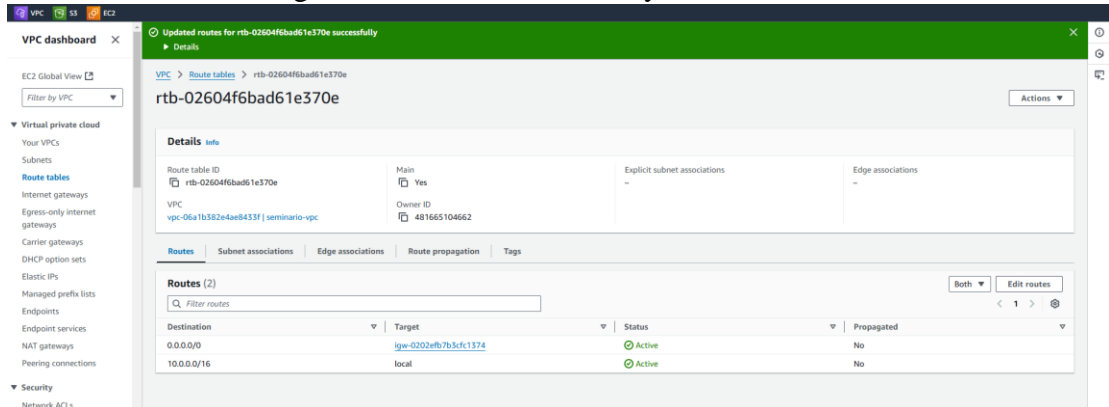 VPC S3 EC2
VPC dashboard
Updated routes for rtb-02604f6bad61e370e successfully
Details
EC2 Global View
Filter by VPC
Virtual private cloud
Your VPCs
Subnets
Route tables
Internet gateways
Egress-only internet
gateways
Carrier gateways
DHCP option sets
Elastic IPs
Managed prefix lists
Endpoints
Endpoint services
NAT gateways
Peering connections
Security
Network ACLs
VPC > Route tables > rtb-02604f6bad61e370e
rtb-02604f6bad61e370e
Actions
Details Info
Route table ID
rtb-02604f6bad61e370e
Main
Yes
Explicit subnet associations
–
Edge associations
–
VPC
vpc-06a1b382e4ae8433f | seminario-vpc
Owner ID
481665104662
Routes Subnet associations Edge associations Route propagation Tags
Routes (2)
Both Edit routes
Filter routes
1
Destination Target Status Propagated
0.0.0.0/0 igw-0202efb7b3cfc1374 Active No
10.0.0.0/16 local Active No